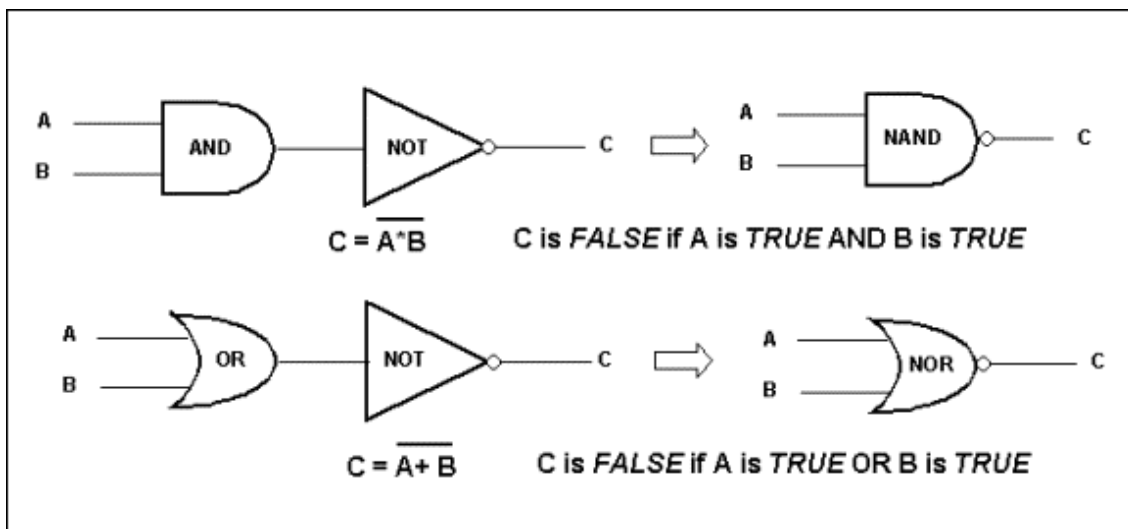 A
B
AND
NOT
C
A
B
NAND
C
C = A*B
C is FALSE if A is TRUE AND B is TRUE
A
B
OR
NOT
C
A
B
NOR
C
C = A+ B
C is FALSE if A is TRUE OR B is TRUE